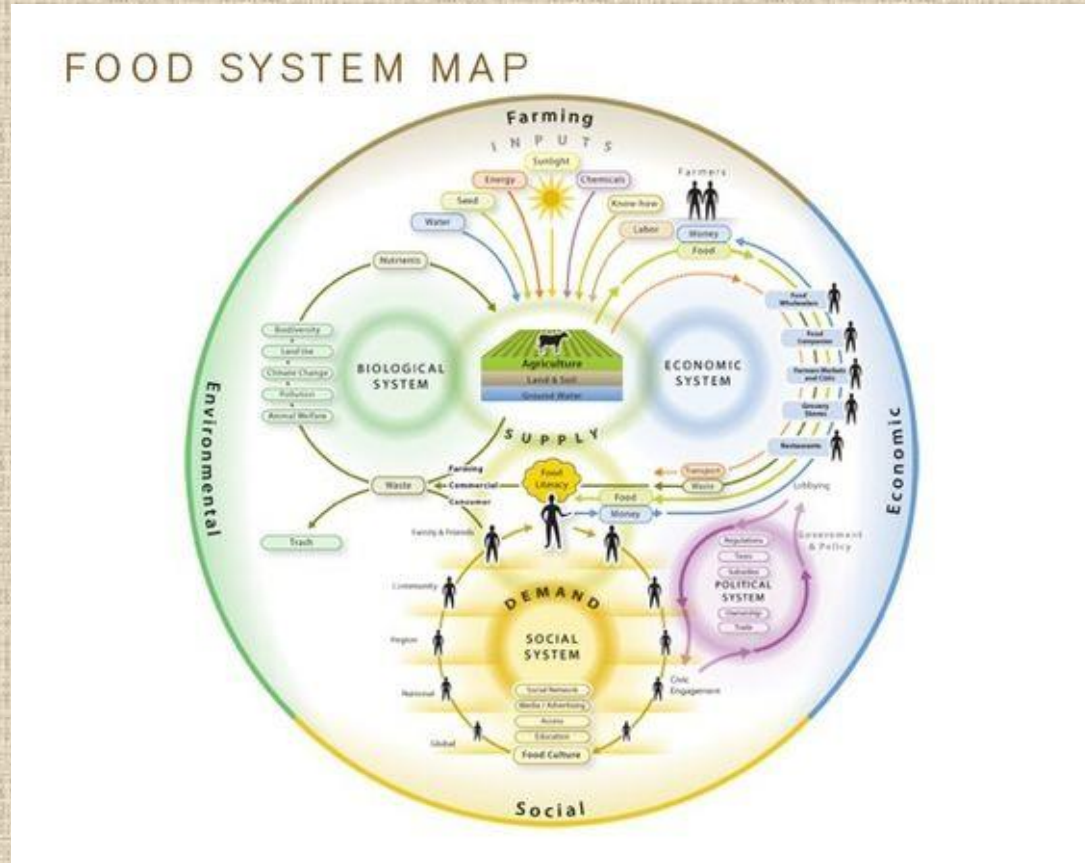 FOOD SYSTEM MAP
Farming
INPUTS
Sunlight
Energy
Chemicals
Seed
Know-how
Water
Labor
Farmers
Money
Food
Nutrients
Food
Wholesalers
Food
Companies
Farmers Markets
and CSAs
Grocery
Stores
Restaurants
Biodiversity
Land Use
Climate Change
Pollution
Animal Welfare
BIOLOGICAL
SYSTEM
Agriculture
Land & Soil
Ground Water
ECONOMIC
SYSTEM
Environmental
Economic
SUPPLY
Farming
Commercial
Consumer
Waste
Trash
Food
Literacy
Transport
Waste
Food
Money
Lobbying
Government
& Policy
Regulations
Taxes
Subsidies
POLITICAL
SYSTEM
Ownership
Trade
Civic
Engagement
Family & Friends
Community
Region
National
Global
DEMAND
SOCIAL
SYSTEM
Social Network
Media / Advertising
Access
Education
Food Culture
Social